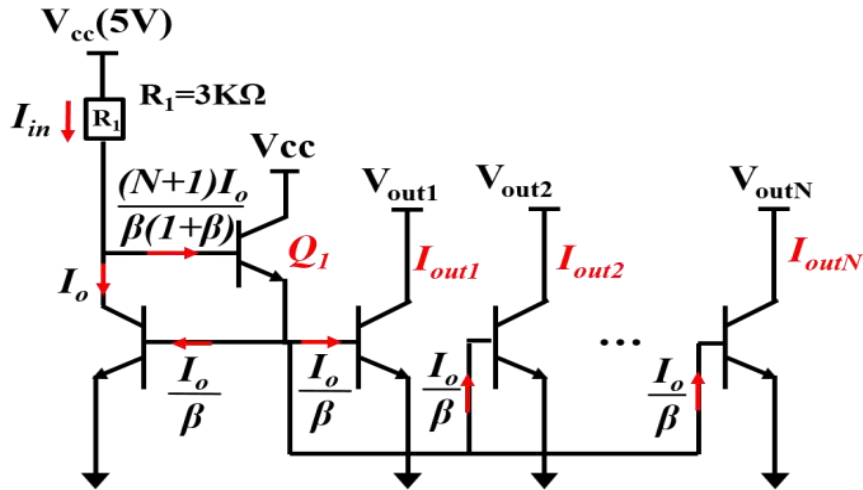 Vcc(5V)
R1=3KΩ
Iin
R1
Vcc
Vout1
Vout2
VoutN
(N+1)Io
β(1+β)
Q1
Iout1
Iout2
IoutN
Io
...
Io
β
Io
β
Io
β
Io
β